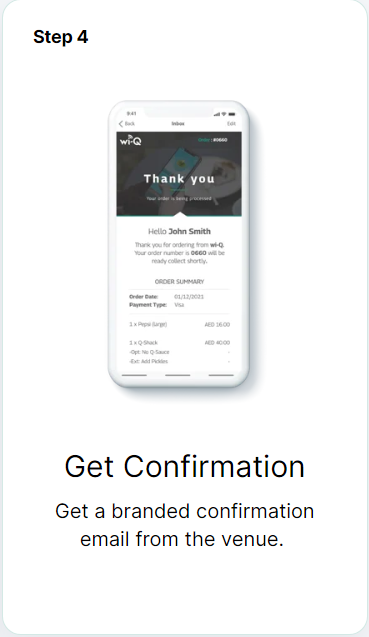 Step 4
9:41
Back Inbox Edit
wi-Q Order : #0660
Thank you
Your order is being processed
Hello John Smith
Thank you for ordering from wi-Q.
Your order number is 0660 will be
ready collect shortly.
ORDER SUMMARY
Order Date: 01/12/2021
Payment Type: Visa
1 x Pepsi (large) AED 16.00
1 x Q-Shack AED 40.00
-Opt: No Q-Sauce -
-Ext: Add Pickles -
Get Confirmation
Get a branded confirmation
email from the venue.